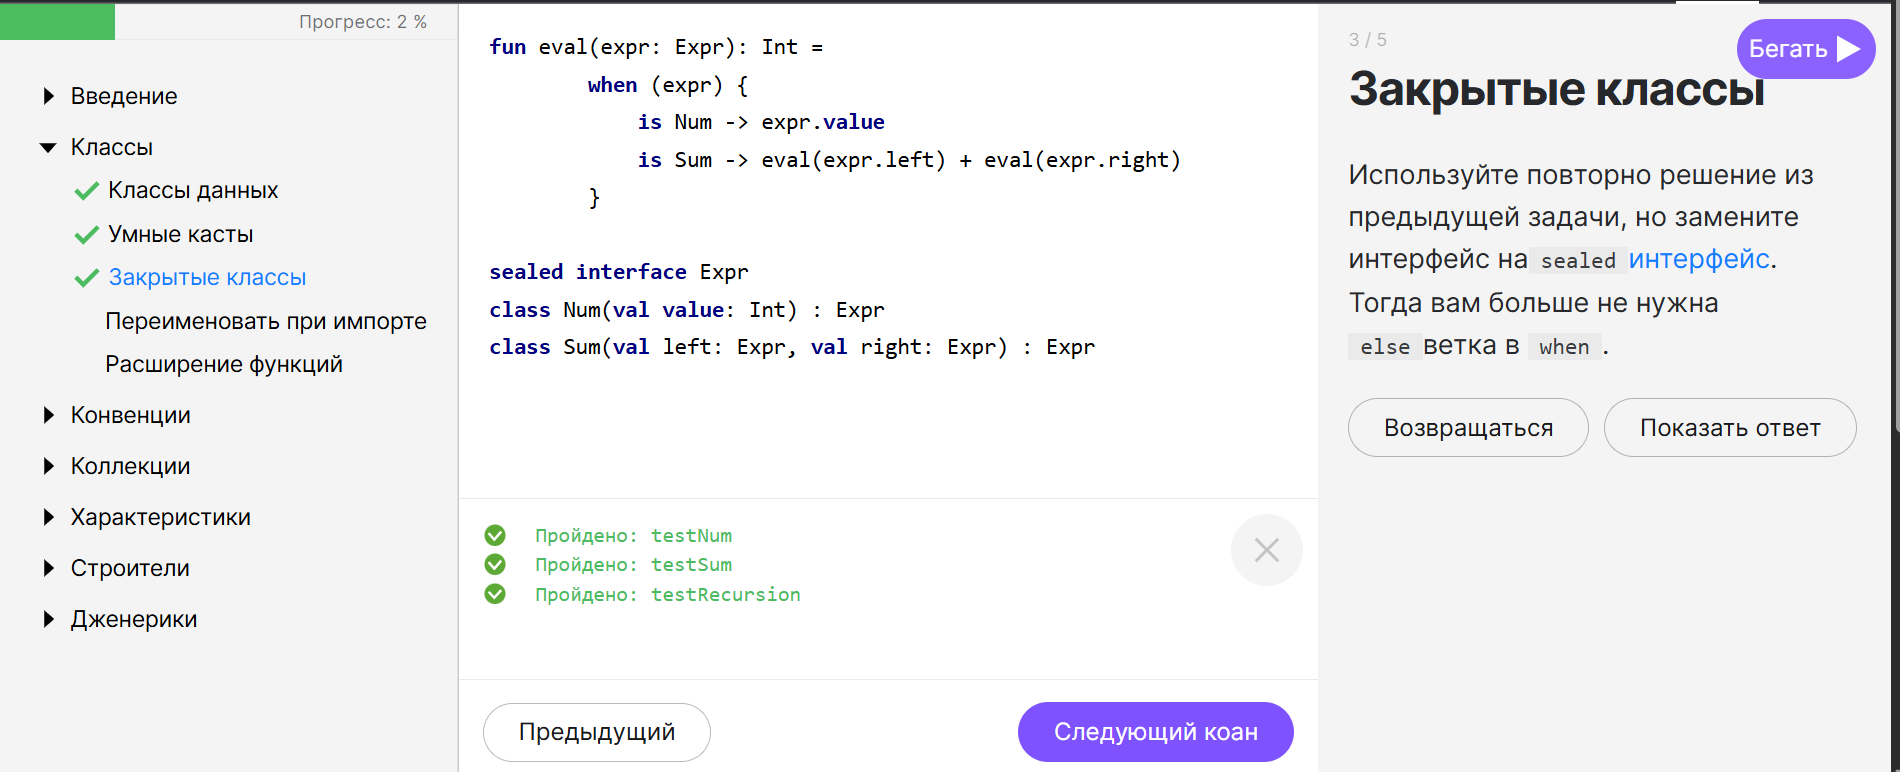 Прогресс: 2 %
Введение
Классы
Классы данных
Умные касты
Закрытые классы
Переименовать при импорте
Расширение функций
Конвенции
Коллекции
Характеристики
Строители
Дженерики
fun eval(expr: Expr): Int =
        when (expr) {
            is Num -> expr.value
            is Sum -> eval(expr.left) + eval(expr.right)
        }
sealed interface Expr
class Num(val value: Int) : Expr
class Sum(val left: Expr, val right: Expr) : Expr
Пройдено: testNum
Пройдено: testSum
Пройдено: testRecursion
Предыдущий
Следующий коан
3 / 5
Бегать
Закрытые классы
Используйте повторно решение из
предыдущей задачи, но замените
интерфейс на sealed интерфейс.
Тогда вам больше не нужна
else ветка в when .
Возвращаться
Показать ответ